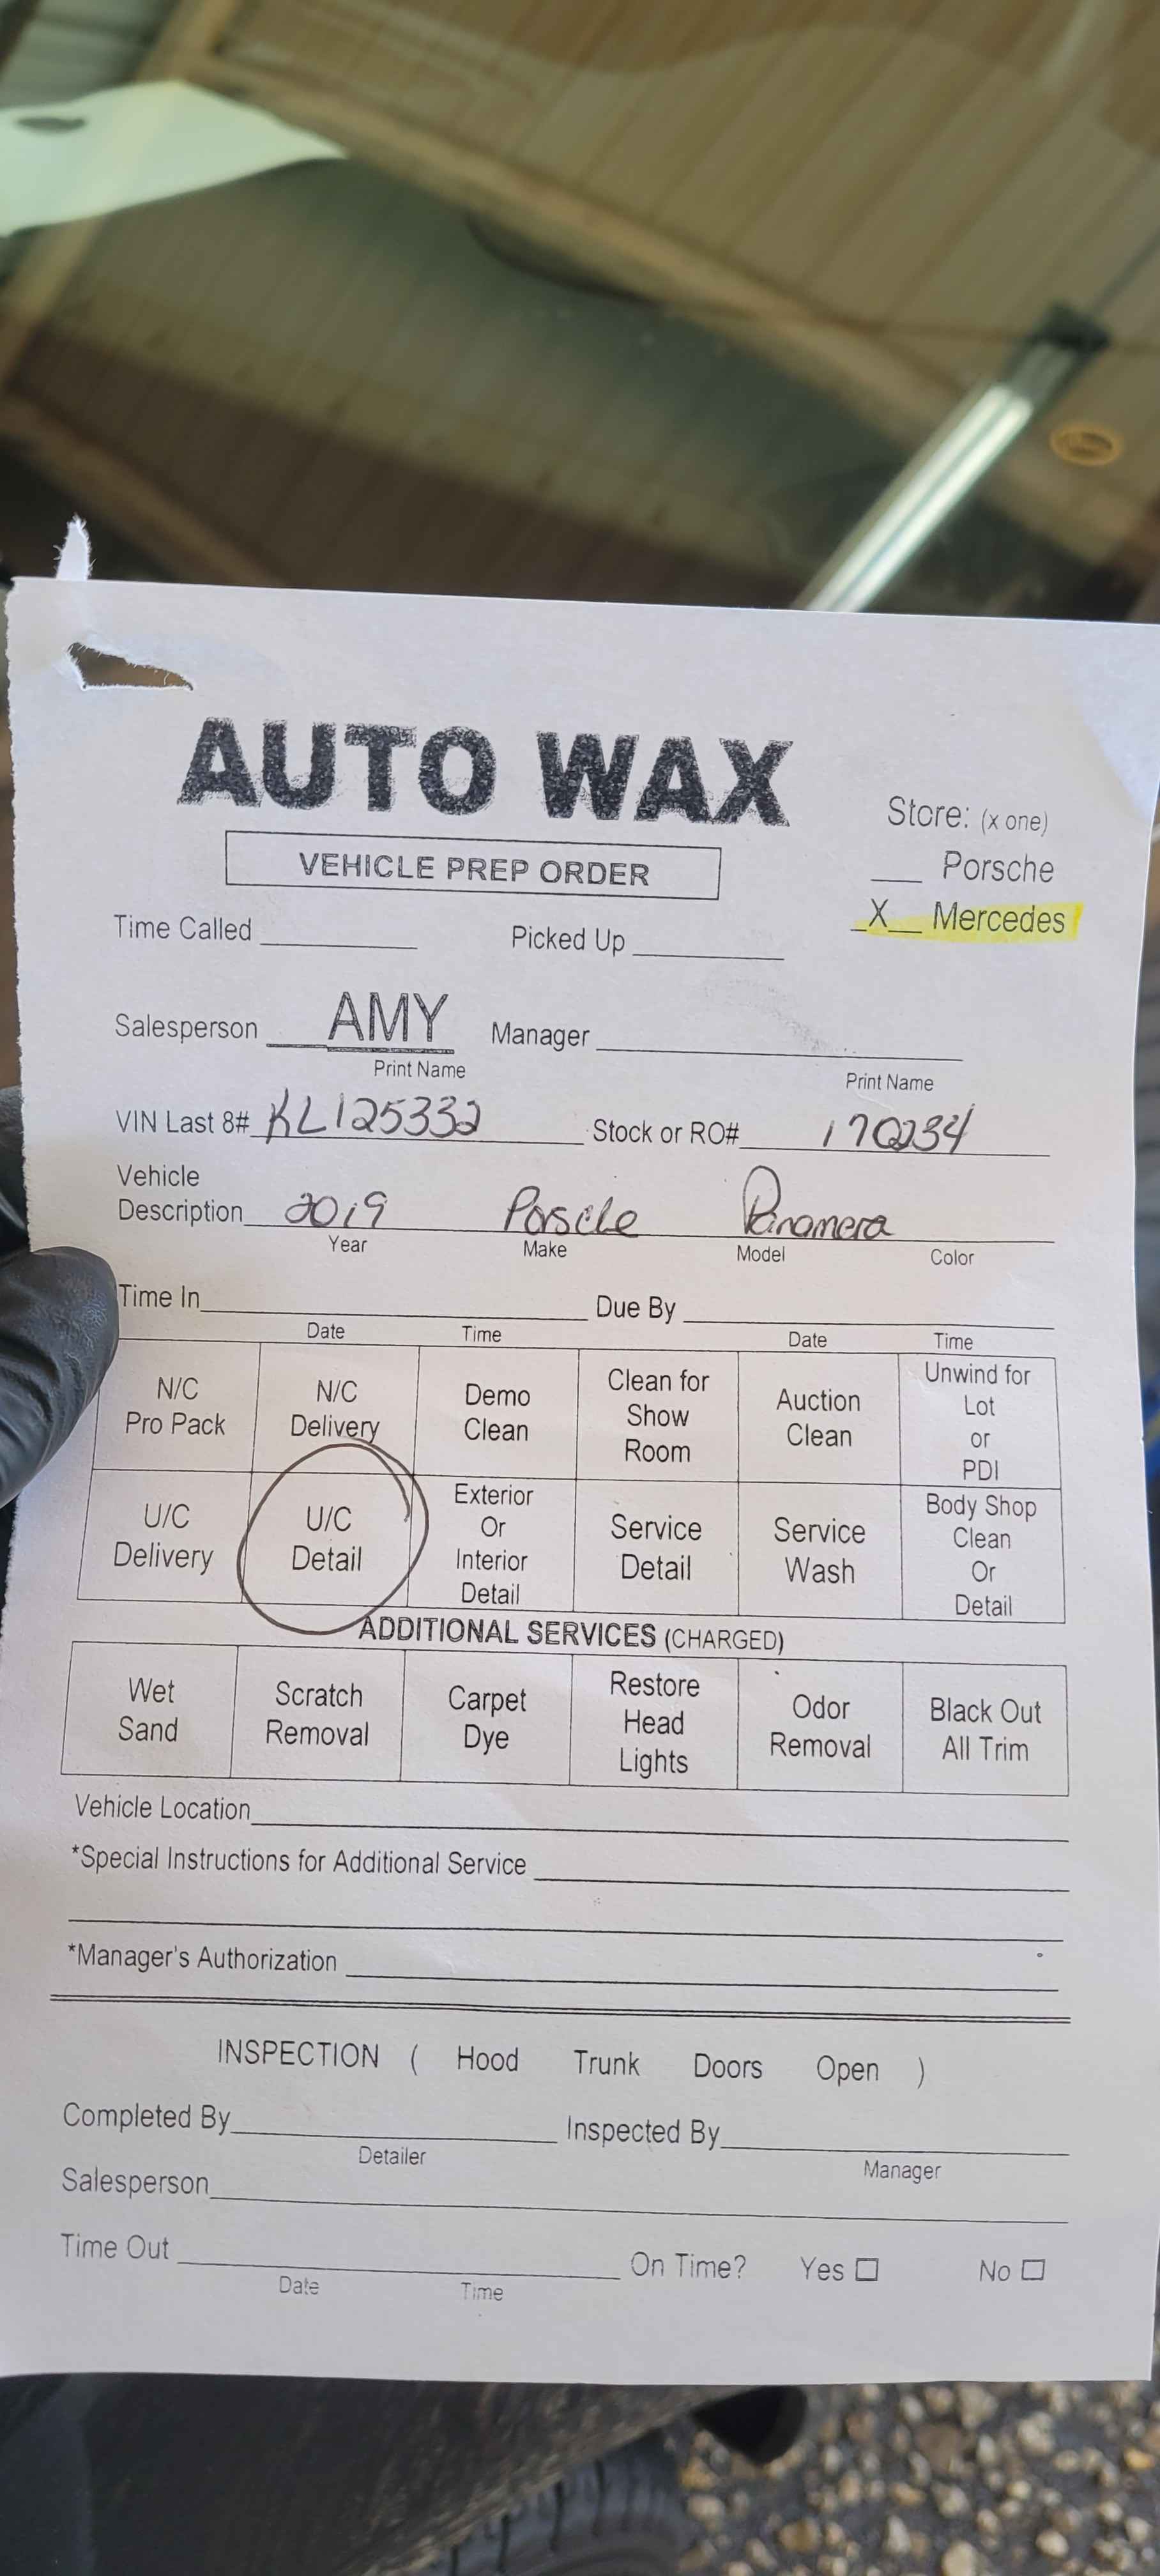 AUTO WAX
VEHICLE PREP ORDER
Store: (x one)
___ Porsche
_X__ Mercedes
Time Called ________ Picked Up ________
Salesperson AMY Manager
Print Name Print Name
VIN Last 8# KL125332 Stock or RO# 170234
Vehicle
Description 2019 Porsche Panamera
Year Make Model Color
Time In Due By
Date Time Date Time
N/C Pro Pack
N/C Delivery
Demo Clean
Clean for Show Room
Auction Clean
Unwind for Lot or PDI
U/C Delivery
U/C Detail
Exterior Or Interior Detail
Service Detail
Service Wash
Body Shop Clean Or Detail
ADDITIONAL SERVICES (CHARGED)
Wet Sand
Scratch Removal
Carpet Dye
Restore Head Lights
Odor Removal
Black Out All Trim
Vehicle Location
*Special Instructions for Additional Service
*Manager's Authorization
INSPECTION ( Hood Trunk Doors Open )
Completed By Inspected By
Detailer Manager
Salesperson
Time Out On Time? Yes ☐ No ☐
Date Time